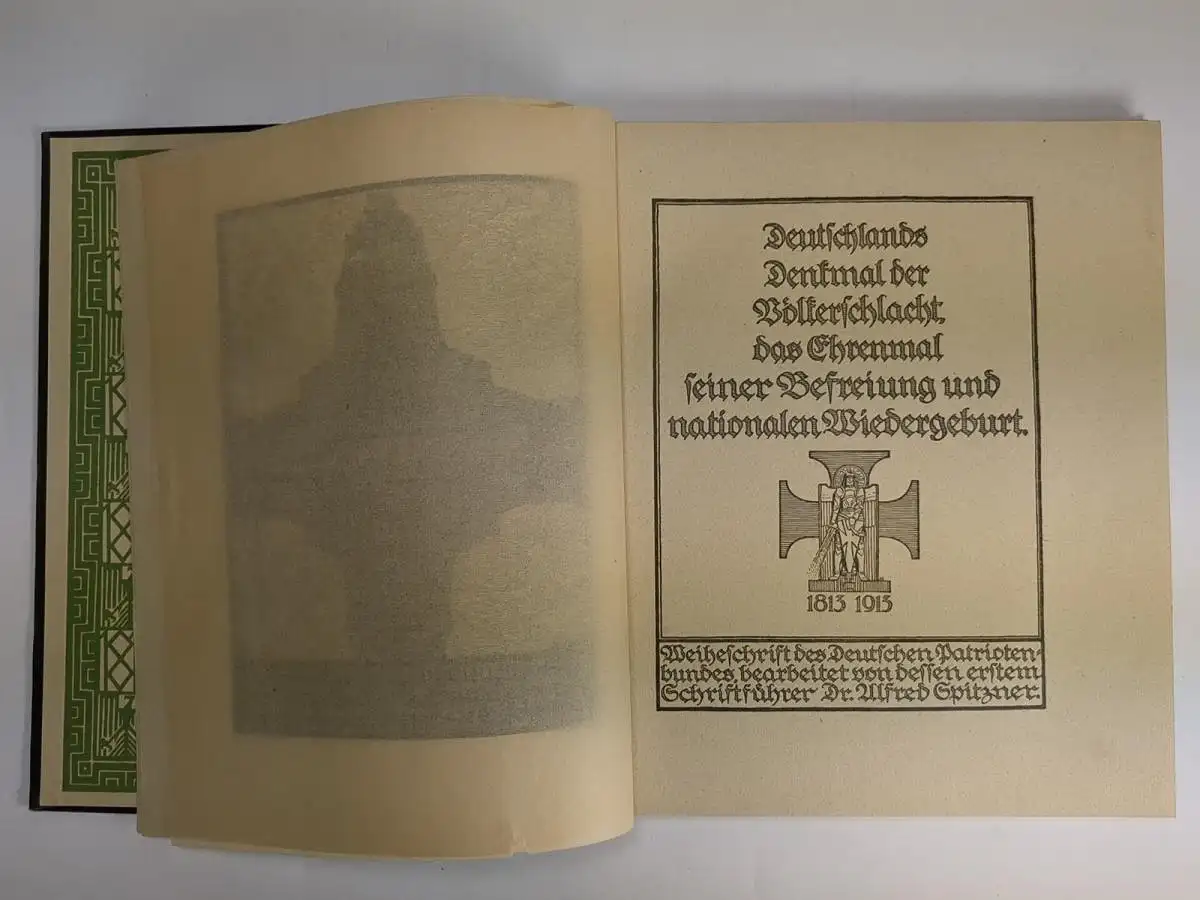 Deutschlands
Denkmal der
Völkerschlacht,
das Ehrenmal
seiner Befreiung und
nationalen Wiedergeburt.
1813 1913
Weiheschrift des Deutschen Patrioten-
bundes, bearbeitet von dessen erstem
Schriftführer Dr. Alfred Spitzner.